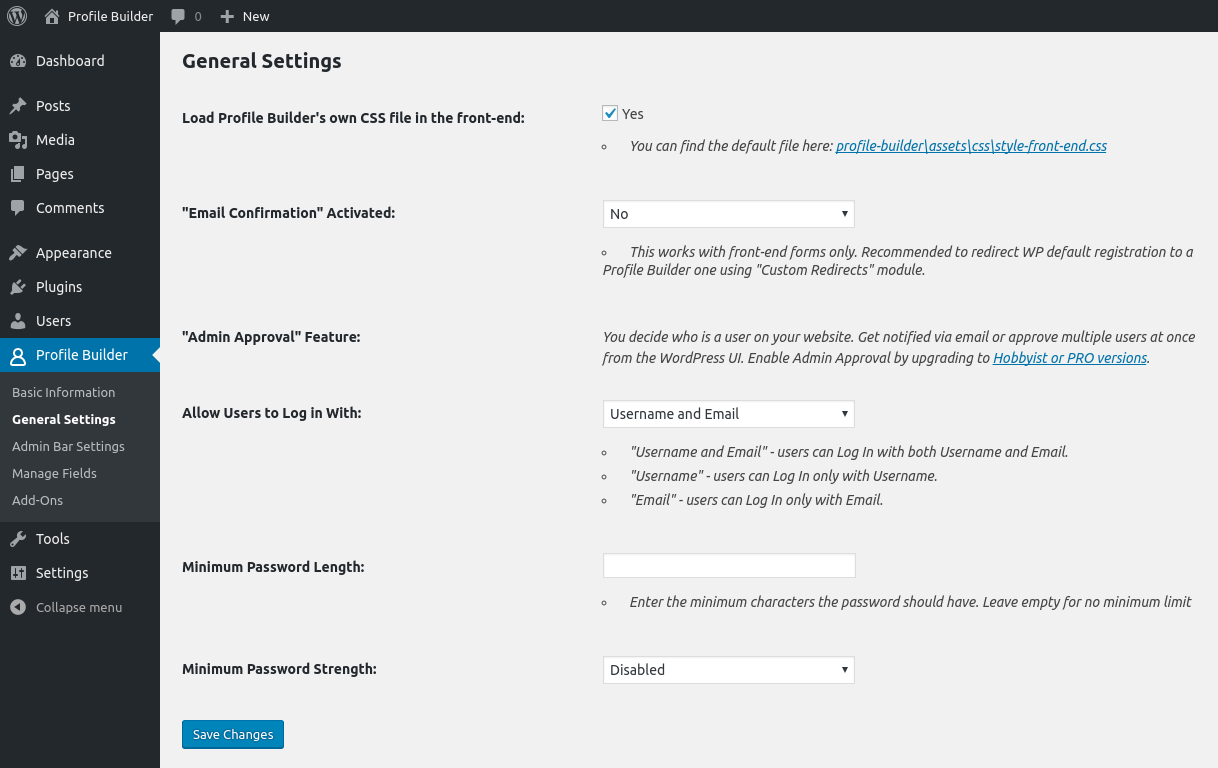 Profile Builder 0 New
Dashboard
Posts
Media
Pages
Comments
Appearance
Plugins
Users
Profile Builder
Basic Information
General Settings
Admin Bar Settings
Manage Fields
Add-Ons
Tools
Settings
Collapse menu
General Settings
Load Profile Builder's own CSS file in the front-end:
Yes
You can find the default file here: profile-builder\assets\css\style-front-end.css
"Email Confirmation" Activated:
No
This works with front-end forms only. Recommended to redirect WP default registration to a
Profile Builder one using "Custom Redirects" module.
"Admin Approval" Feature:
You decide who is a user on your website. Get notified via email or approve multiple users at once
from the WordPress UI. Enable Admin Approval by upgrading to Hobbyist or PRO versions.
Allow Users to Log in With:
Username and Email
"Username and Email" - users can Log In with both Username and Email.
"Username" - users can Log In only with Username.
"Email" - users can Log In only with Email.
Minimum Password Length:
Enter the minimum characters the password should have. Leave empty for no minimum limit
Minimum Password Strength:
Disabled
Save Changes